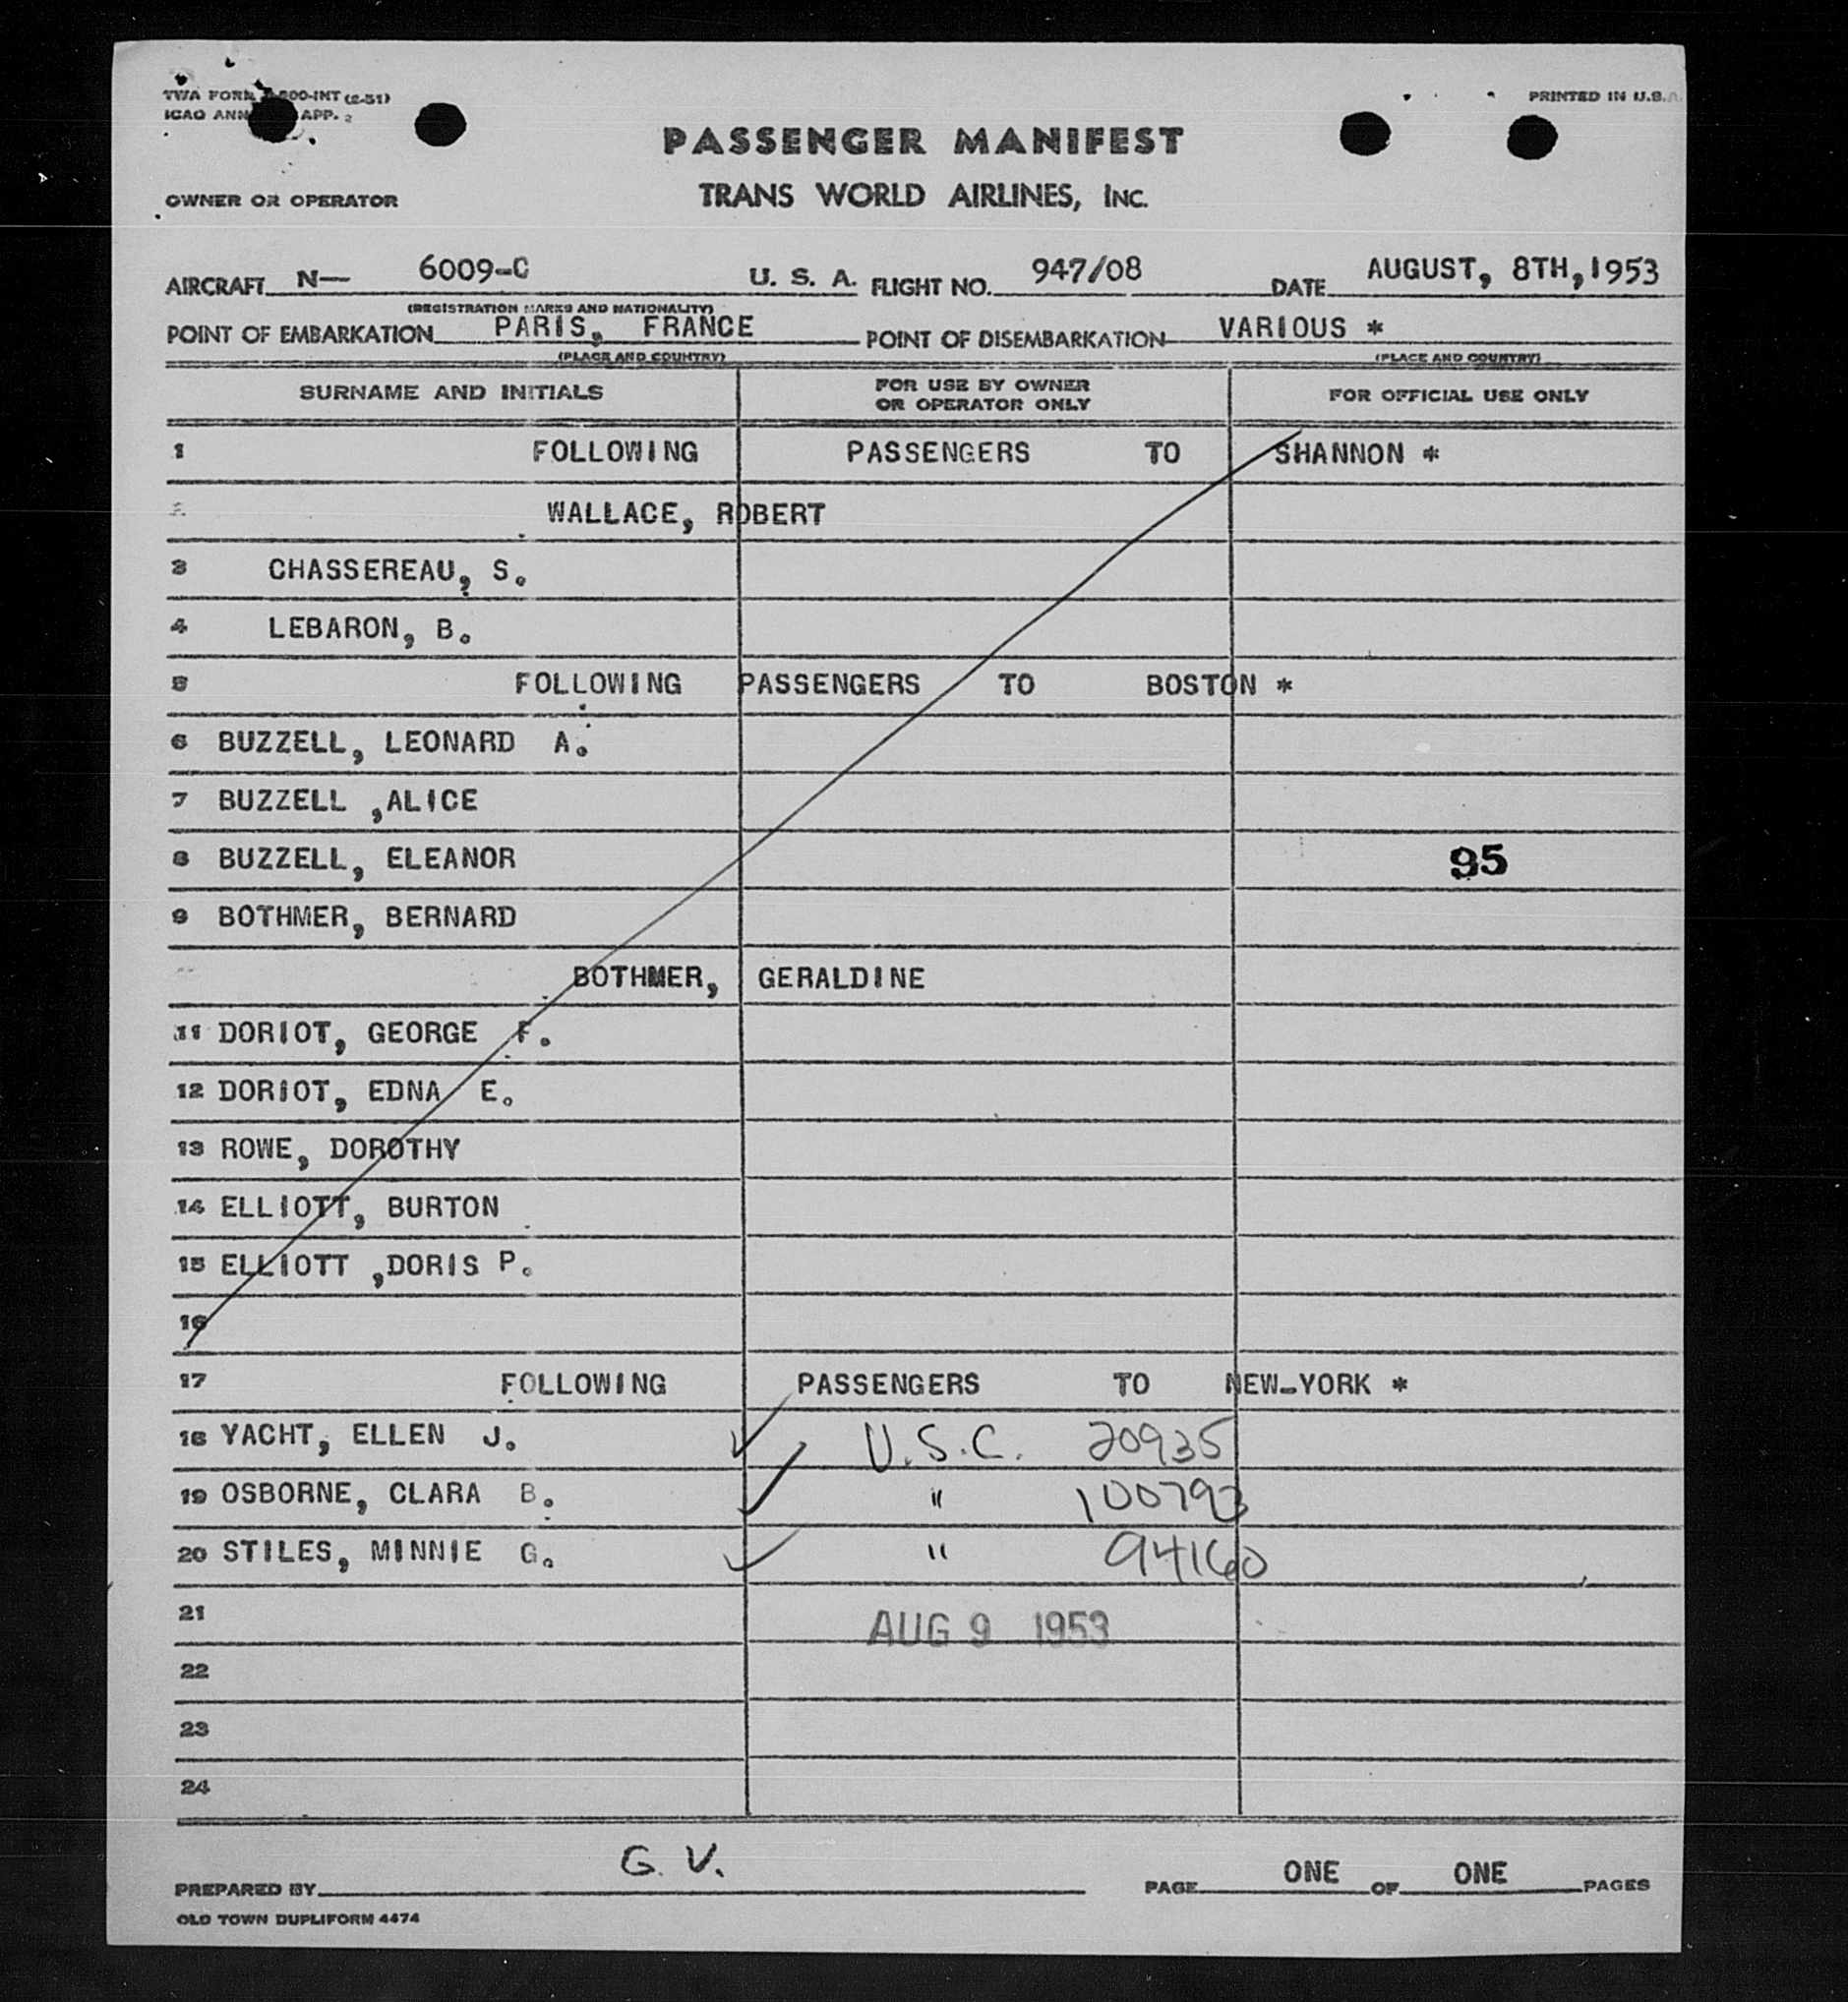 TWA FORM 800-INT (2-51)
ICAO ANN APP. 2
PRINTED IN U.S.A
PASSENGER MANIFEST
OWNER OR OPERATOR
TRANS WORLD AIRLINES, INC.
AIRCRAFT N— 6009-C U. S. A. FLIGHT NO. 947/08 DATE AUGUST, 8TH,1953
(REGISTRATION MARKS AND NATIONALITY)
POINT OF EMBARKATION PARIS, FRANCE POINT OF DISEMBARKATION VARIOUS *
(PLACE AND COUNTRY) (PLACE AND COUNTRY)
SURNAME AND INITIALS FOR USE BY OWNER OR OPERATOR ONLY FOR OFFICIAL USE ONLY
1 FOLLOWING PASSENGERS TO SHANNON *
2 WALLACE, ROBERT
3 CHASSEREAU, S.
4 LEBARON, B.
5 FOLLOWING PASSENGERS TO BOSTON *
6 BUZZELL, LEONARD A.
7 BUZZELL ,ALICE
8 BUZZELL, ELEANOR 95
9 BOTHMER, BERNARD
BOTHMER, GERALDINE
11 DORIOT, GEORGE F.
12 DORIOT, EDNA E.
13 ROWE, DOROTHY
14 ELLIOTT, BURTON
15 ELLIOTT ,DORIS P.
16
17 FOLLOWING PASSENGERS TO NEW-YORK *
18 YACHT, ELLEN J. U.S.C. 20935
19 OSBORNE, CLARA B. " 100793
20 STILES, MINNIE G. " 94160
21 AUG 9 1953
22
23
24
PREPARED BY G. V. PAGE ONE OF ONE PAGES
OLD TOWN DUPLIFORM 4474